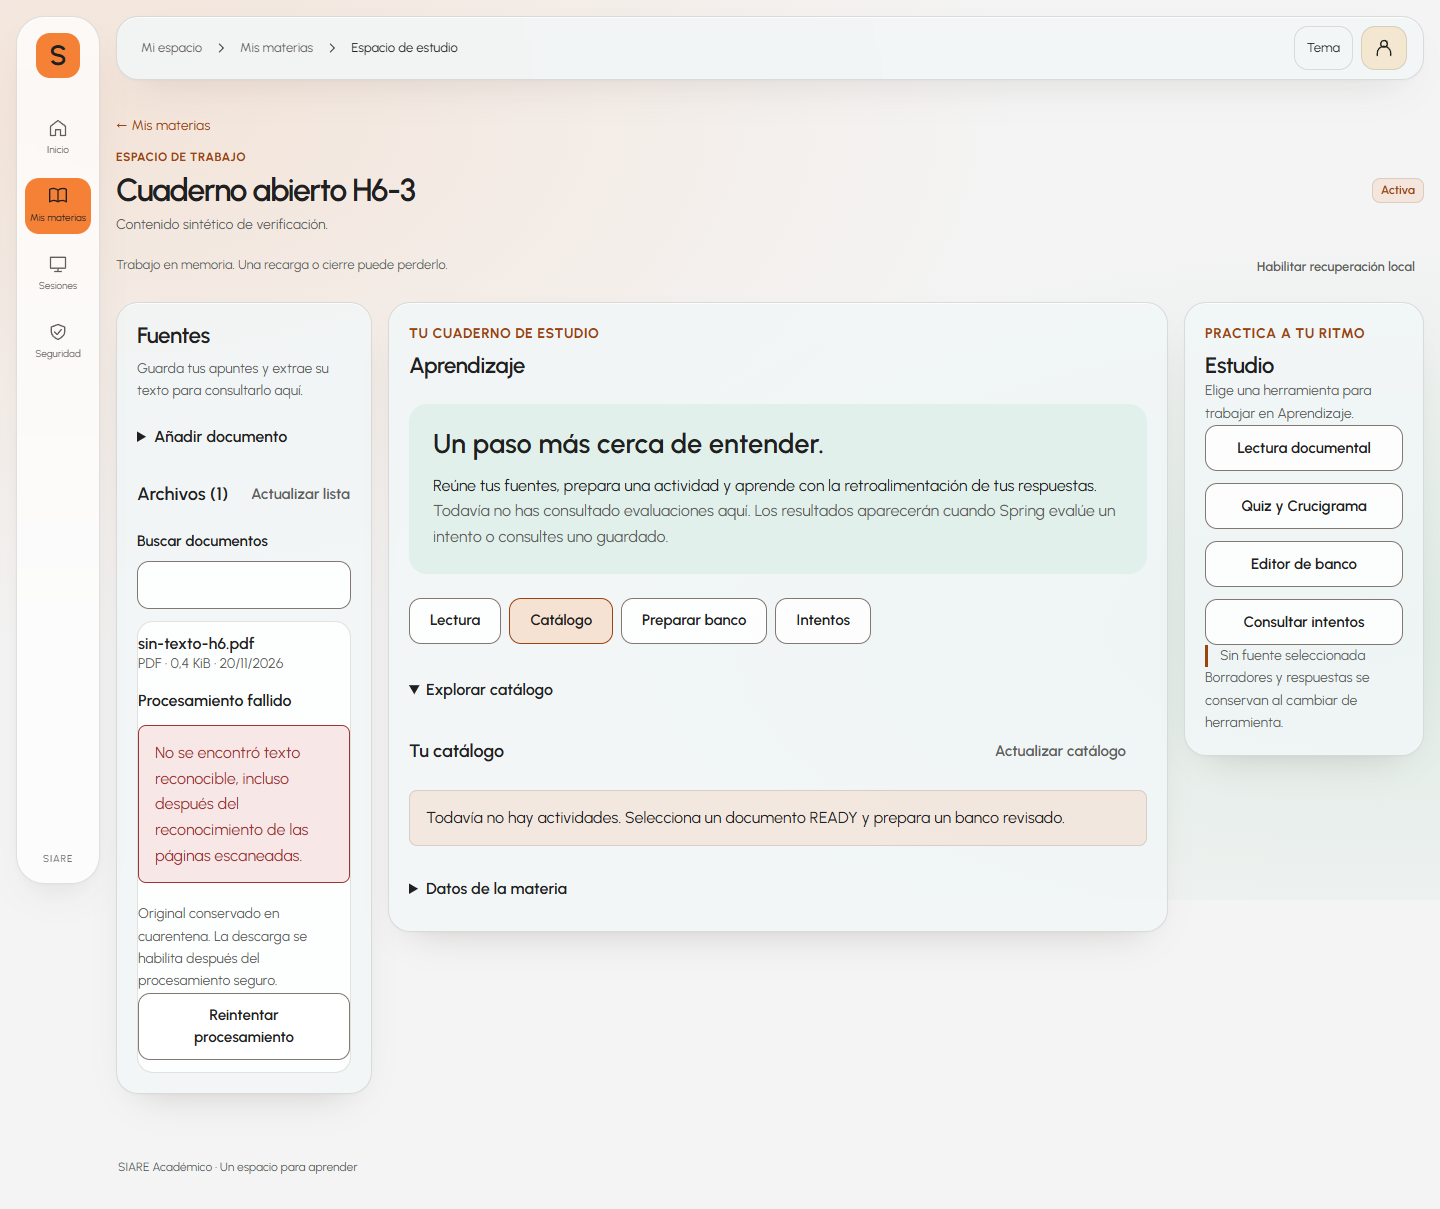 S
Inicio
Mis materias
Sesiones
Seguridad
SIARE
Mi espacio > Mis materias > Espacio de estudio
Tema
← Mis materias
ESPACIO DE TRABAJO
Cuaderno abierto H6-3
Activa
Contenido sintético de verificación.
Trabajo en memoria. Una recarga o cierre puede perderlo.
Habilitar recuperación local
Fuentes
Guarda tus apuntes y extrae su
texto para consultarlo aquí.
Añadir documento
Archivos (1)
Actualizar lista
Buscar documentos
sin-texto-h6.pdf
PDF · 0,4 KiB · 20/11/2026
Procesamiento fallido
No se encontró texto
reconocible, incluso
después del
reconocimiento de las
páginas escaneadas.
Original conservado en
cuarentena. La descarga se
habilita después del
procesamiento seguro.
Reintentar
procesamiento
TU CUADERNO DE ESTUDIO
Aprendizaje
Un paso más cerca de entender.
Reúne tus fuentes, prepara una actividad y aprende con la retroalimentación de tus respuestas.
Todavía no has consultado evaluaciones aquí. Los resultados aparecerán cuando Spring evalúe un
intento o consultes uno guardado.
Lectura
Catálogo
Preparar banco
Intentos
Explorar catálogo
Tu catálogo
Actualizar catálogo
Todavía no hay actividades. Selecciona un documento READY y prepara un banco revisado.
Datos de la materia
PRACTICA A TU RITMO
Estudio
Elige una herramienta para
trabajar en Aprendizaje.
Lectura documental
Quiz y Crucigrama
Editor de banco
Consultar intentos
Sin fuente seleccionada
Borradores y respuestas se
conservan al cambiar de
herramienta.
SIARE Académico · Un espacio para aprender